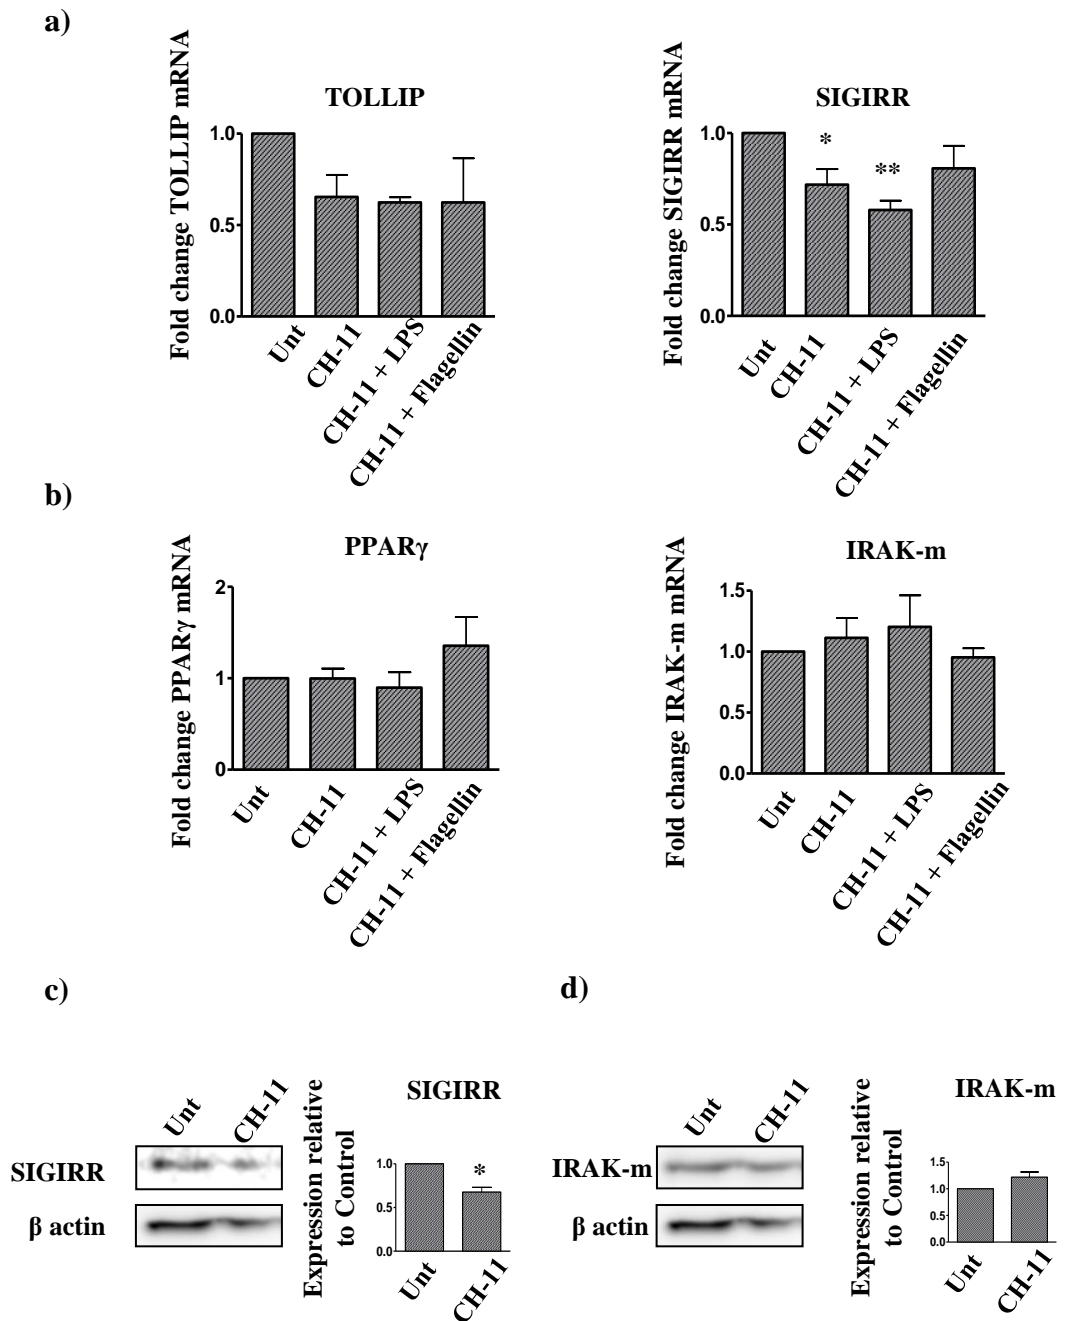 a)
TOLLIP
Fold change TOLLIP mRNA
1.0
0.5
0.0
Unt
CH-11
CH-11 + LPS
CH-11 + Flagellin
SIGIRR
Fold change SIGIRR mRNA
1.0
0.5
0.0
*
**
Unt
CH-11
CH-11 + LPS
CH-11 + Flagellin
b)
PPARγ
Fold change PPARγ mRNA
2
1
0
Unt
CH-11
CH-11 + LPS
CH-11 + Flagellin
IRAK-m
Fold change IRAK-m mRNA
1.5
1.0
0.5
0.0
Unt
CH-11
CH-11 + LPS
CH-11 + Flagellin
c)
Unt
CH-11
SIGIRR
β actin
SIGIRR
Expression relative
to Control
1.0
0.5
0.0
*
Unt
CH-11
d)
Unt
CH-11
IRAK-m
β actin
IRAK-m
Expression relative
to Control
1.5
1.0
0.5
0.0
Unt
CH-11